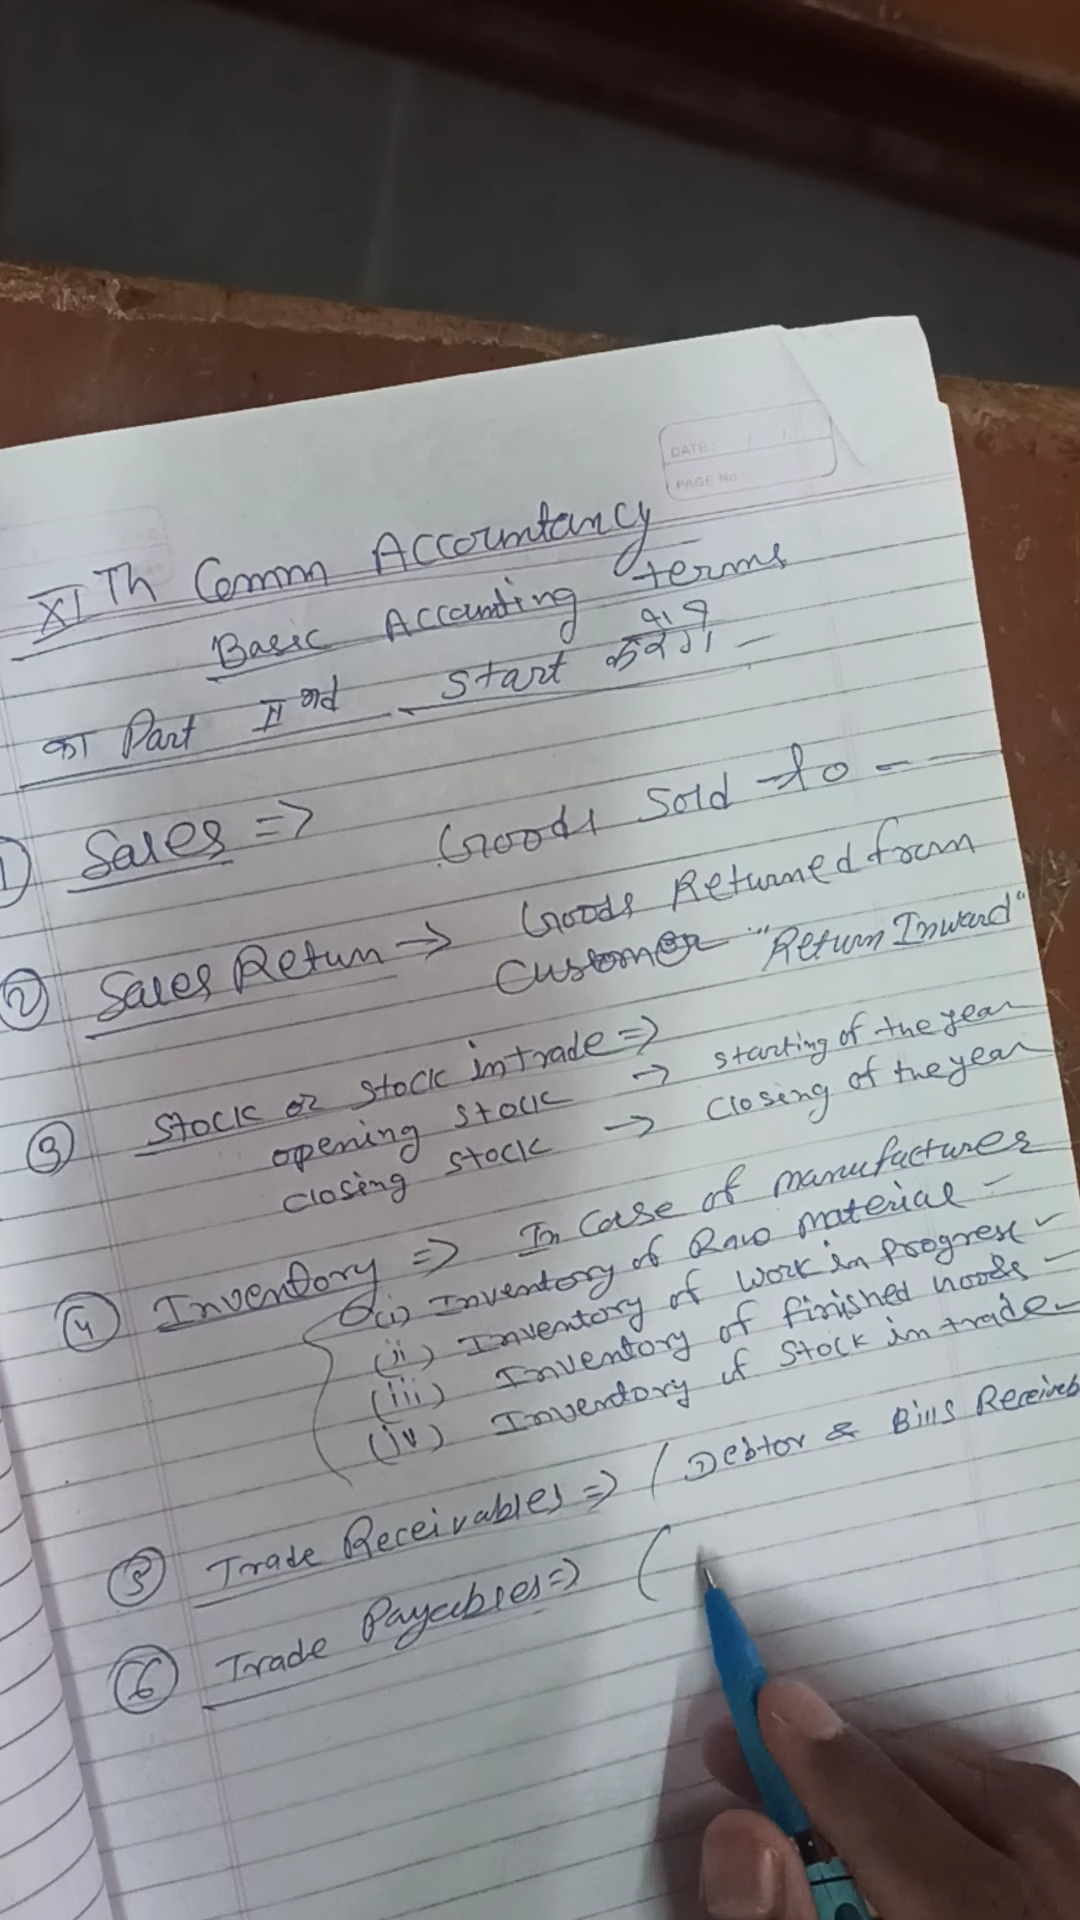 DATE: / /
PAGE No.:
XI Th Comm Accountancy
Basic Accounting terms
का Part II nd start करेंगे
1 Sales => Goods Sold to - -
2 Sales Return -> Goods Returned from
Customer "Return Inward"
3 Stock or Stock in trade =>
opening stock -> starting of the year
closing stock -> closing of the year
4 Inventory => In Case of manufacturer
(i) Inventory of Raw material -
(ii) Inventory of Work in progress
(iii) Inventory of finished Goods -
(iv) Inventory of Stock in trade
5 Trade Receivables => ( Debtor & Bills Receiveb
6 Trade Payables => (